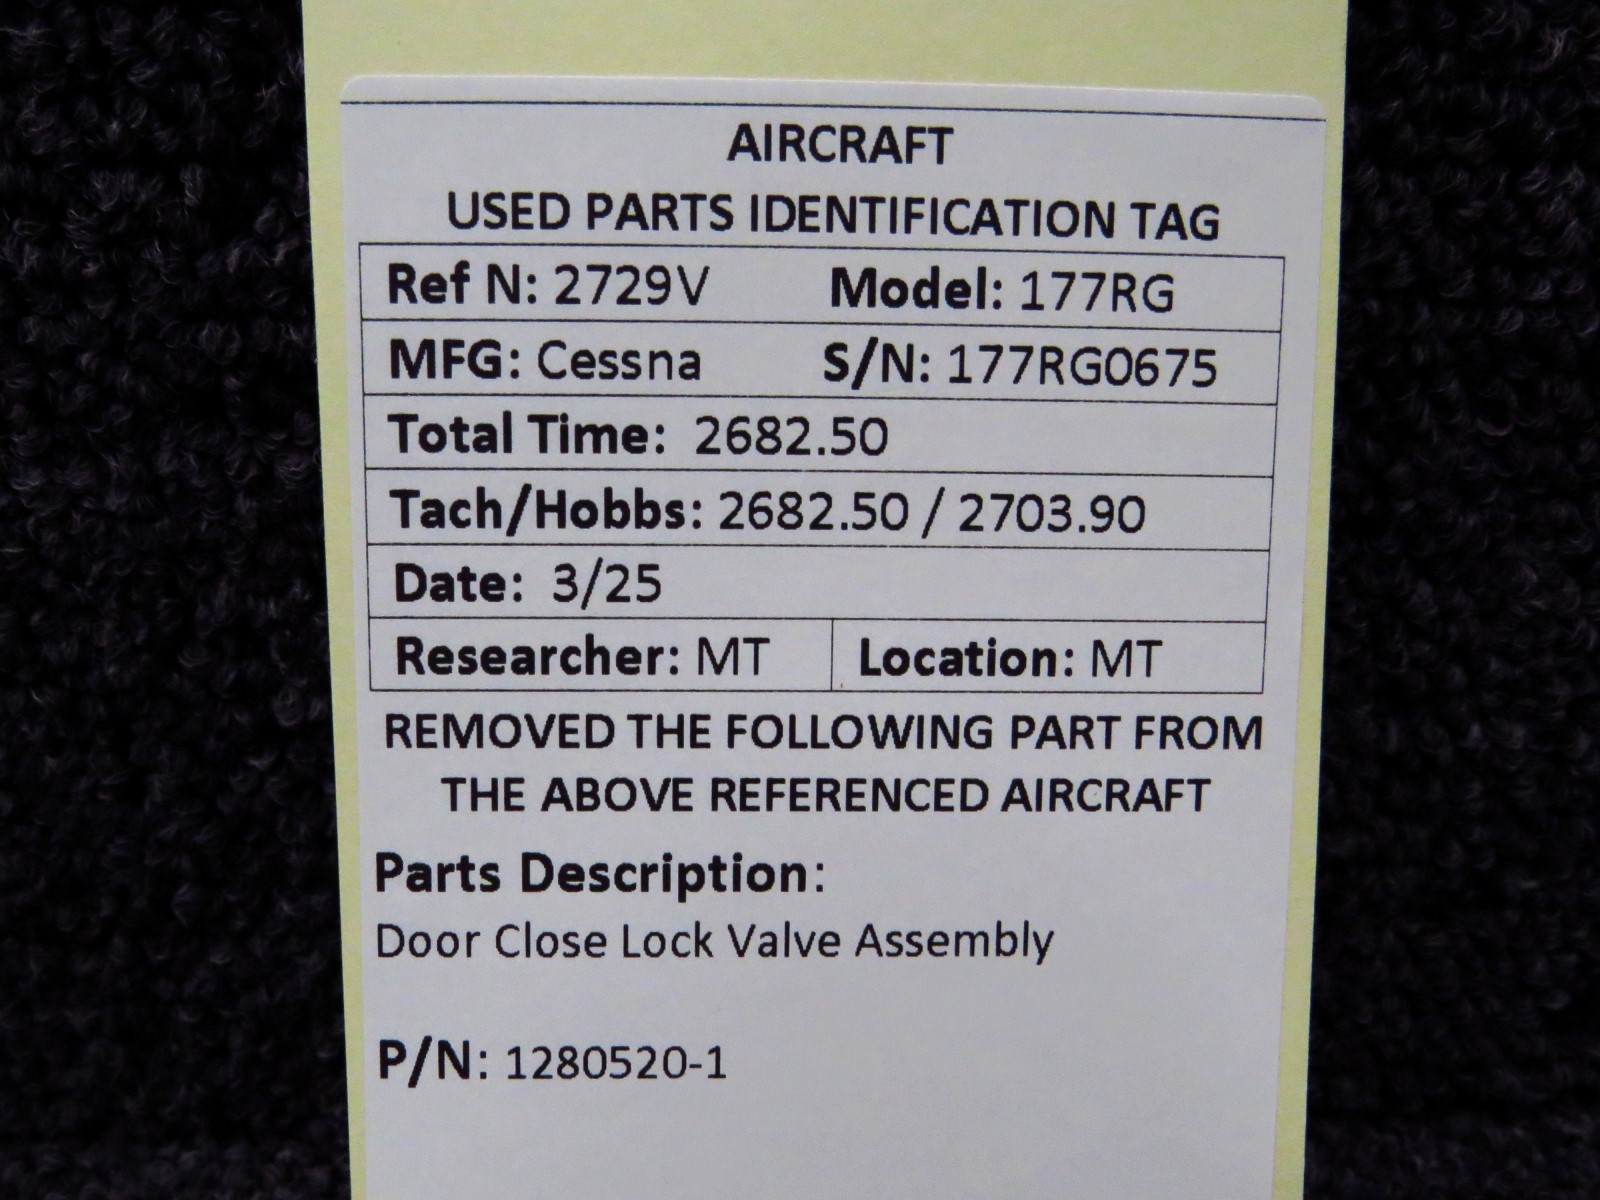 AIRCRAFT
USED PARTS IDENTIFICATION TAG
Ref N: 2729V Model: 177RG
MFG: Cessna S/N: 177RG0675
Total Time: 2682.50
Tach/Hobbs: 2682.50 / 2703.90
Date: 3/25
Researcher: MT Location: MT
REMOVED THE FOLLOWING PART FROM
THE ABOVE REFERENCED AIRCRAFT
Parts Description:
Door Close Lock Valve Assembly
P/N: 1280520-1